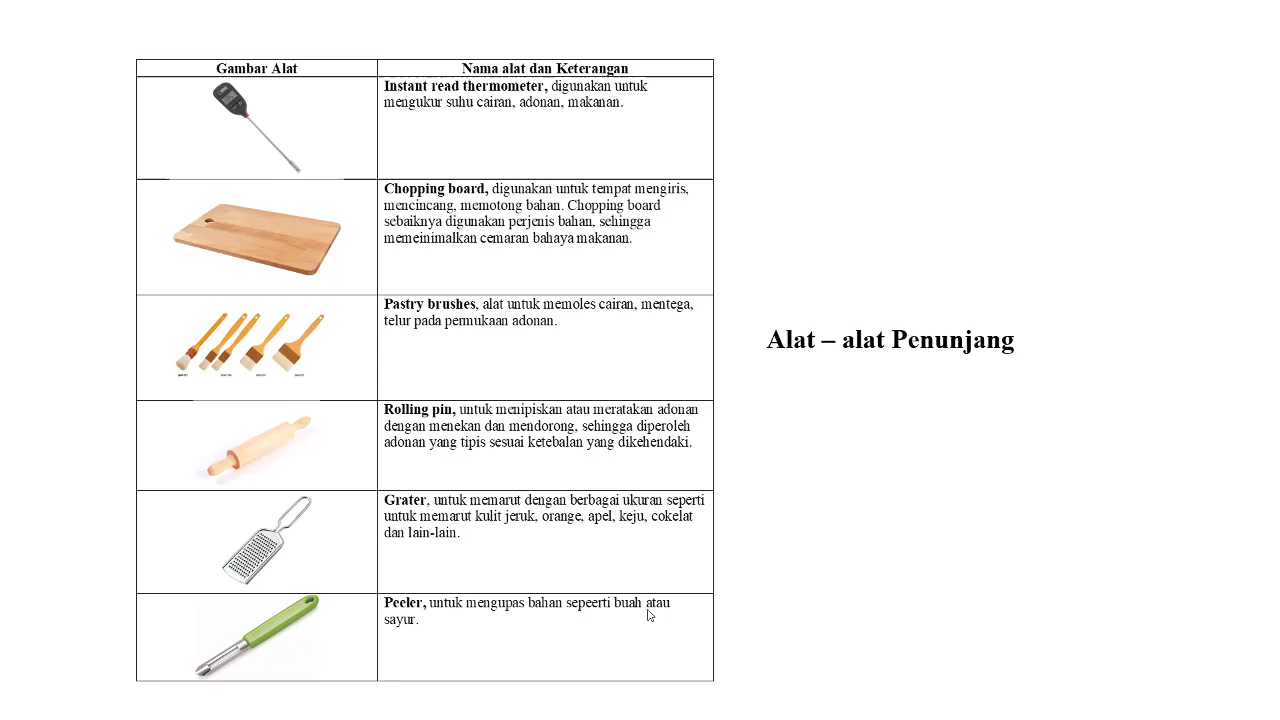 Gambar Alat
Nama alat dan Keterangan
Instant read thermometer, digunakan untuk
mengukur suhu cairan, adonan, makanan.
Chopping board, digunakan untuk tempat mengiris,
mencincang, memotong bahan. Chopping board
sebaiknya digunakan perjenis bahan, sehingga
memeinimalkan cemaran bahaya makanan.
Pastry brushes, alat untuk memoles cairan, mentega,
telur pada permukaan adonan.
Rolling pin, untuk menipiskan atau meratakan adonan
dengan menekan dan mendorong, sehingga diperoleh
adonan yang tipis sesuai ketebalan yang dikehendaki.
Grater, untuk memarut dengan berbagai ukuran seperti
untuk memarut kulit jeruk, orange, apel, keju, cokelat
dan lain-lain.
Peeler, untuk mengupas bahan sepeerti buah atau
sayur.
Alat – alat Penunjang